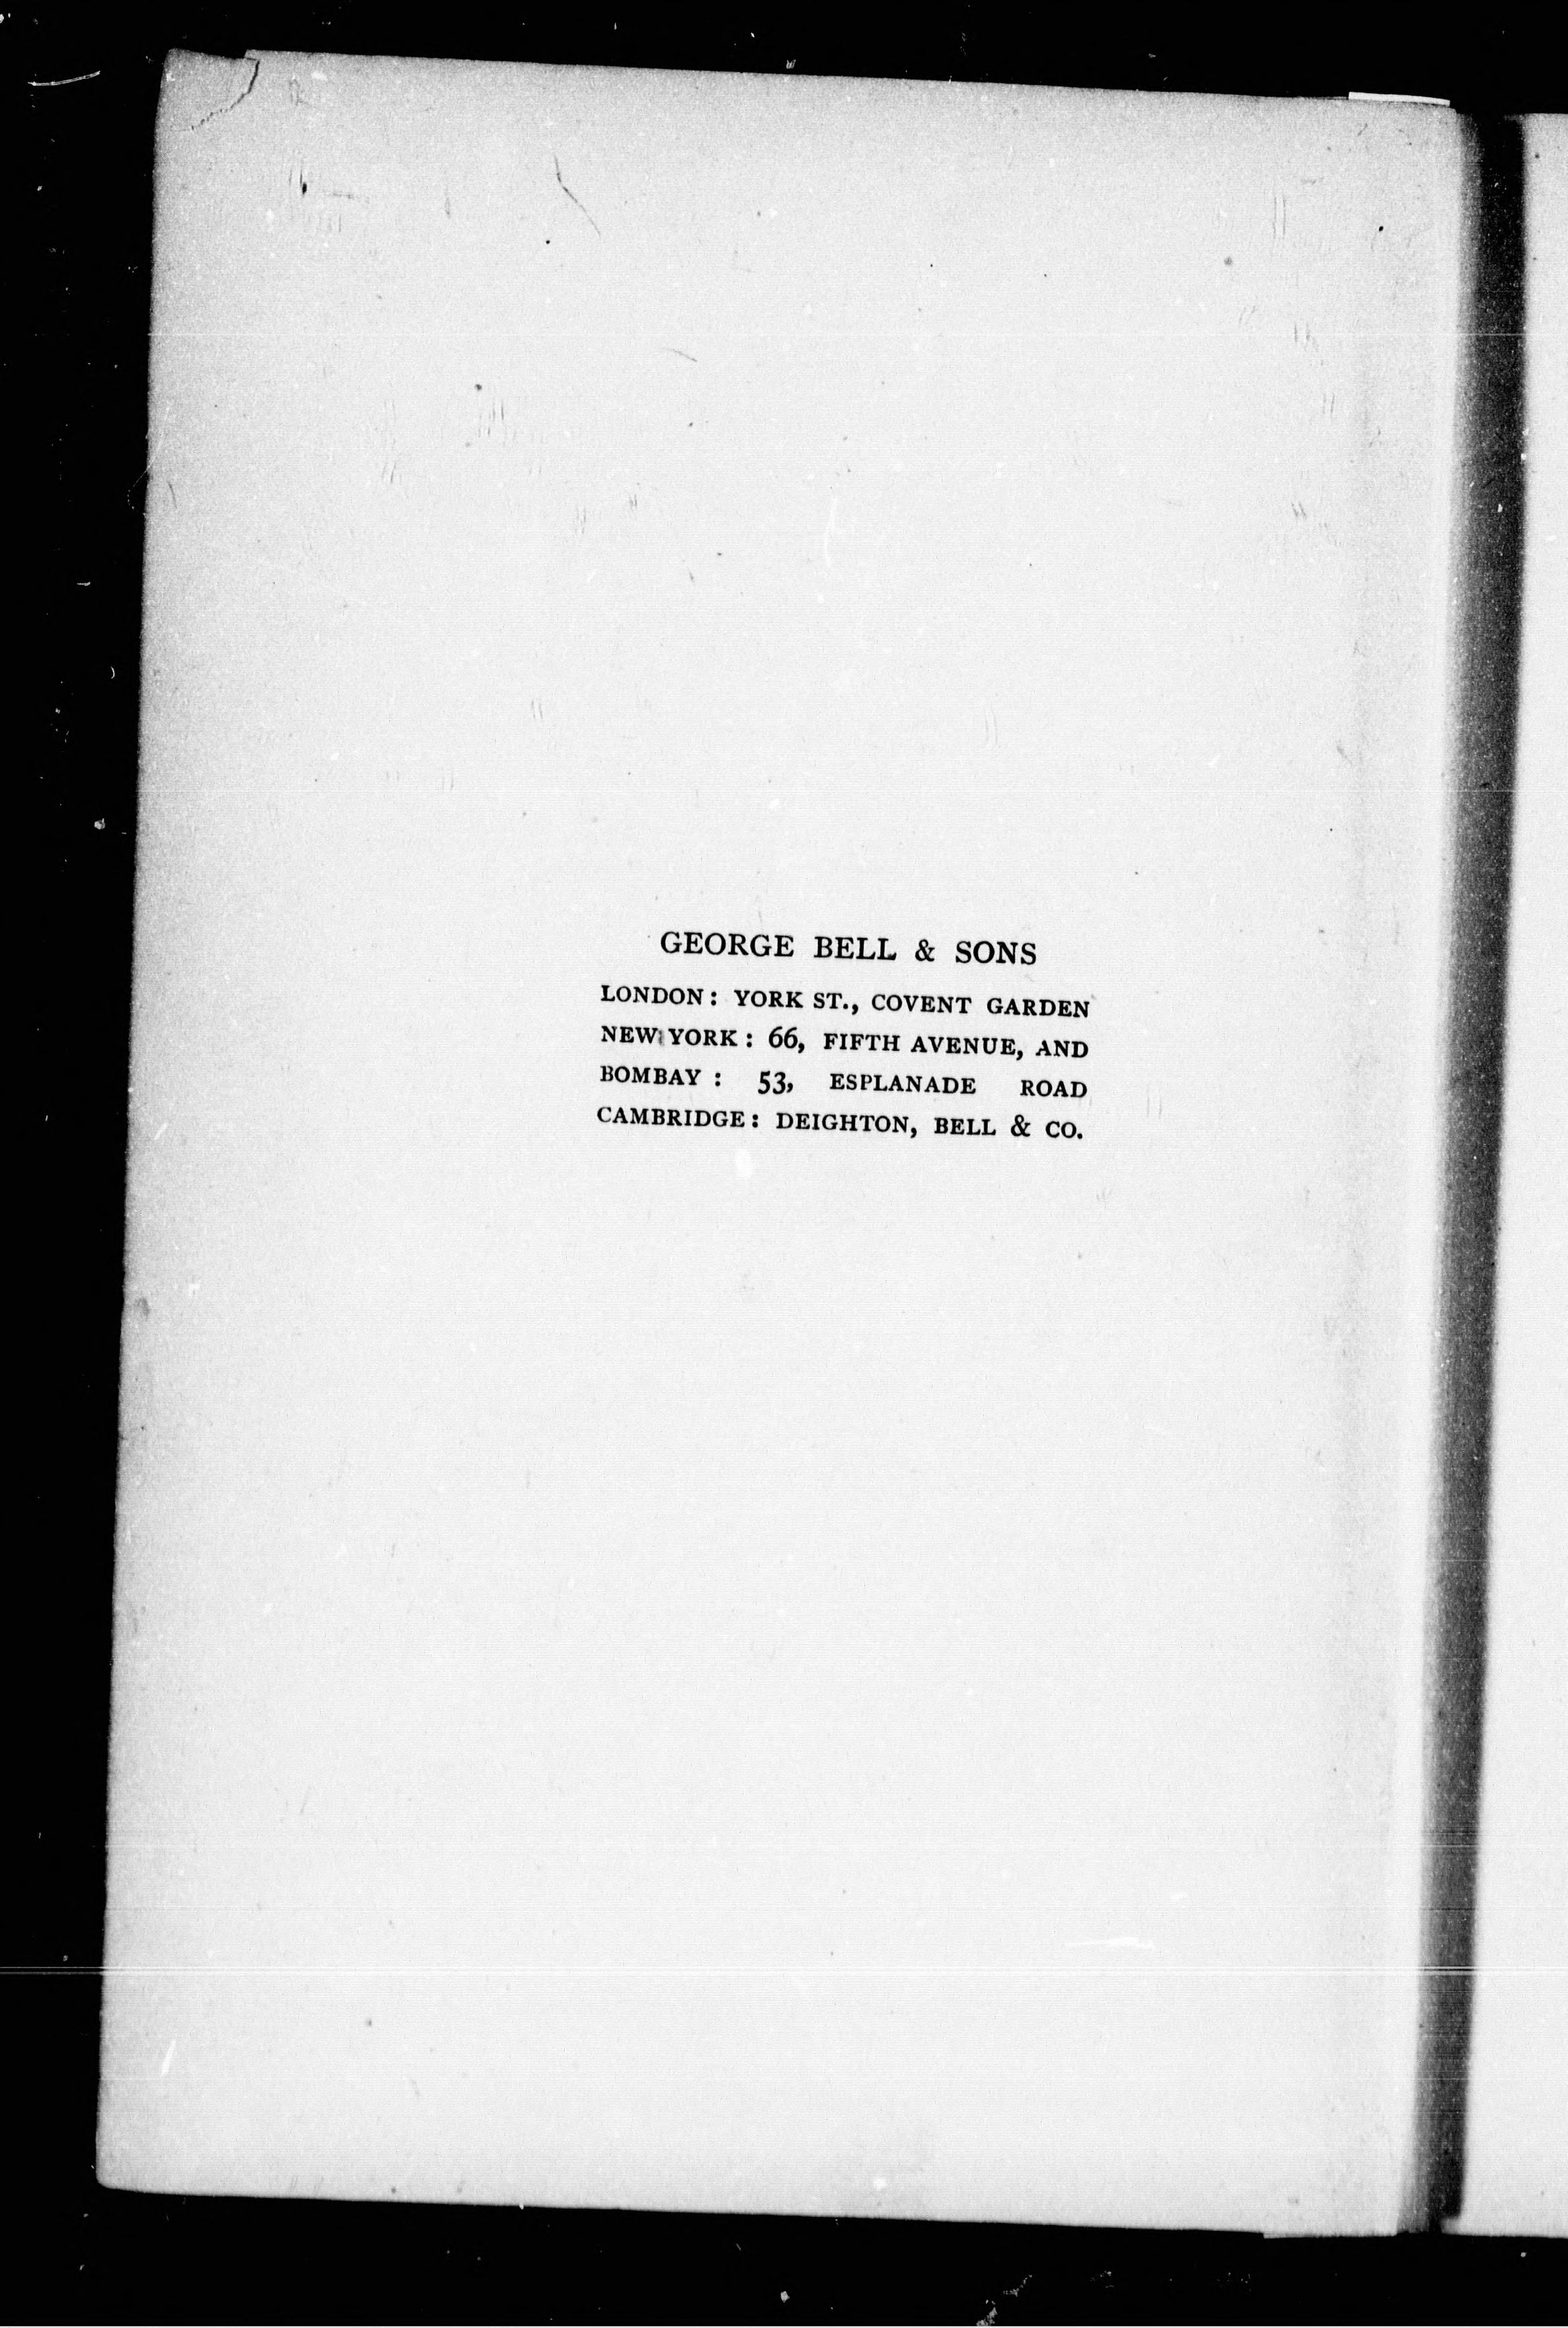 GEORGE BELL & SONS
LONDON: YORK ST., COVENT GARDEN
NEW YORK: 66, FIFTH AVENUE, AND
BOMBAY: 53, ESPLANADE ROAD
CAMBRIDGE: DEIGHTON, BELL & CO.